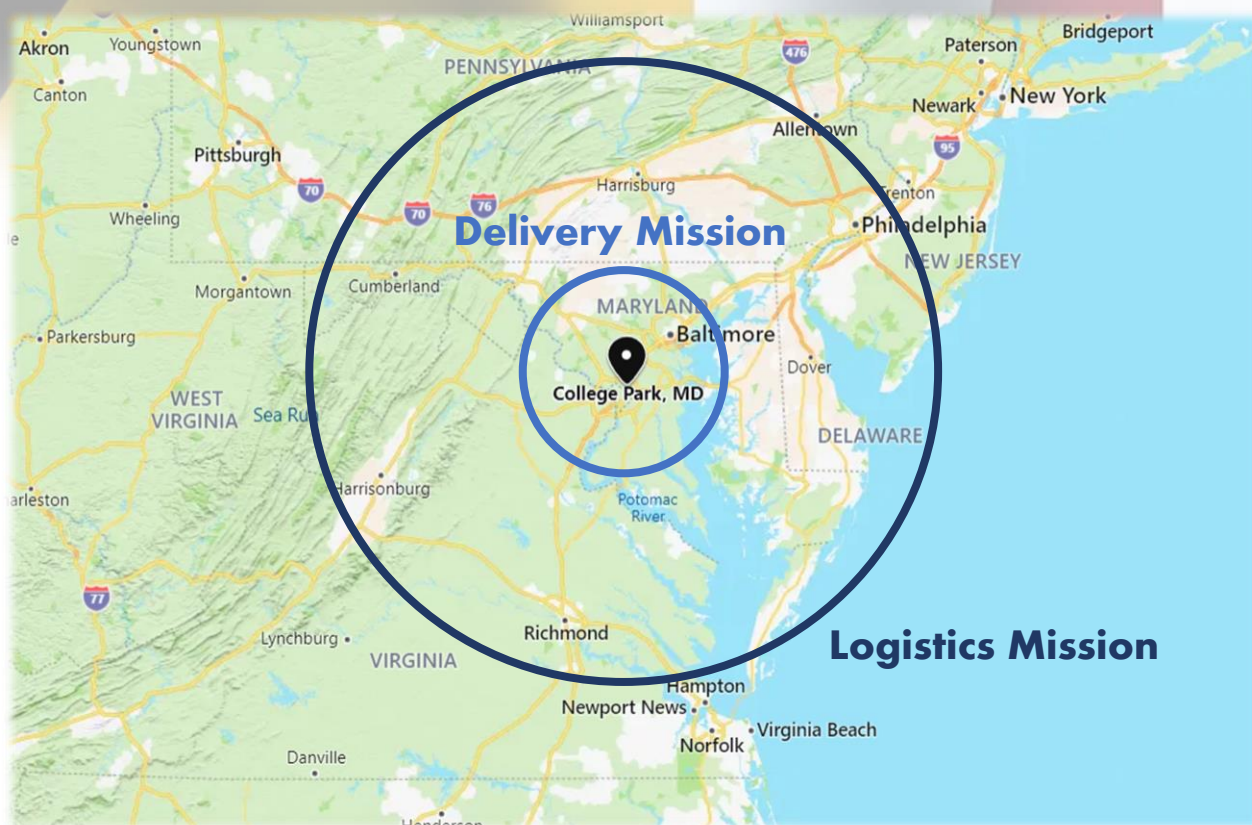 Williamsport
Bridgeport
Akron
Youngstown
Paterson
476
PENNSYLVANIA
Canton
New York
Newark
Allentown
95
Pittsburgh
70
Harrisburg
Trenton
76
70
Wheeling
Philadelphia
Delivery Mission
NEW JERSEY
Cumberland
Morgantown
MARYLAND
Baltimore
Parkersburg
Dover
College Park, MD
WEST
VIRGINIA
Sea Run
DELAWARE
Harrisonburg
arleston
Potomac
River
77
Richmond
Lynchburg
Logistics Mission
VIRGINIA
Hampton
Newport News
Virginia Beach
Norfolk
Danville
Henderson